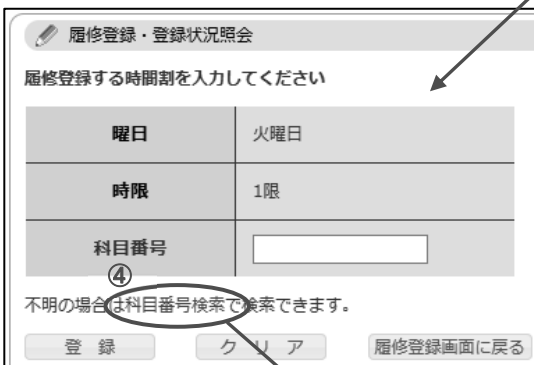 履修登録・登録状況照会
履修登録する時間割を入力してください
曜日 火曜日
時限 1限
科目番号
④
不明の場合は科目番号検索で検索できます。
登 録 ク リ ア 履修登録画面に戻る